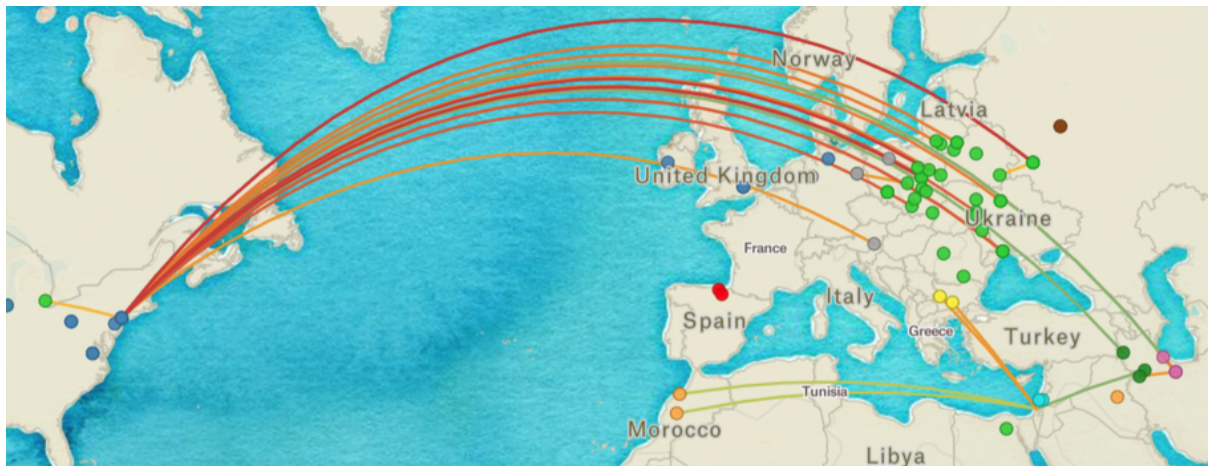 Norway
Latvia
United Kingdom
Ukraine
France
Italy
Spain
Greece
Turkey
Tunisia
Morocco
Libya